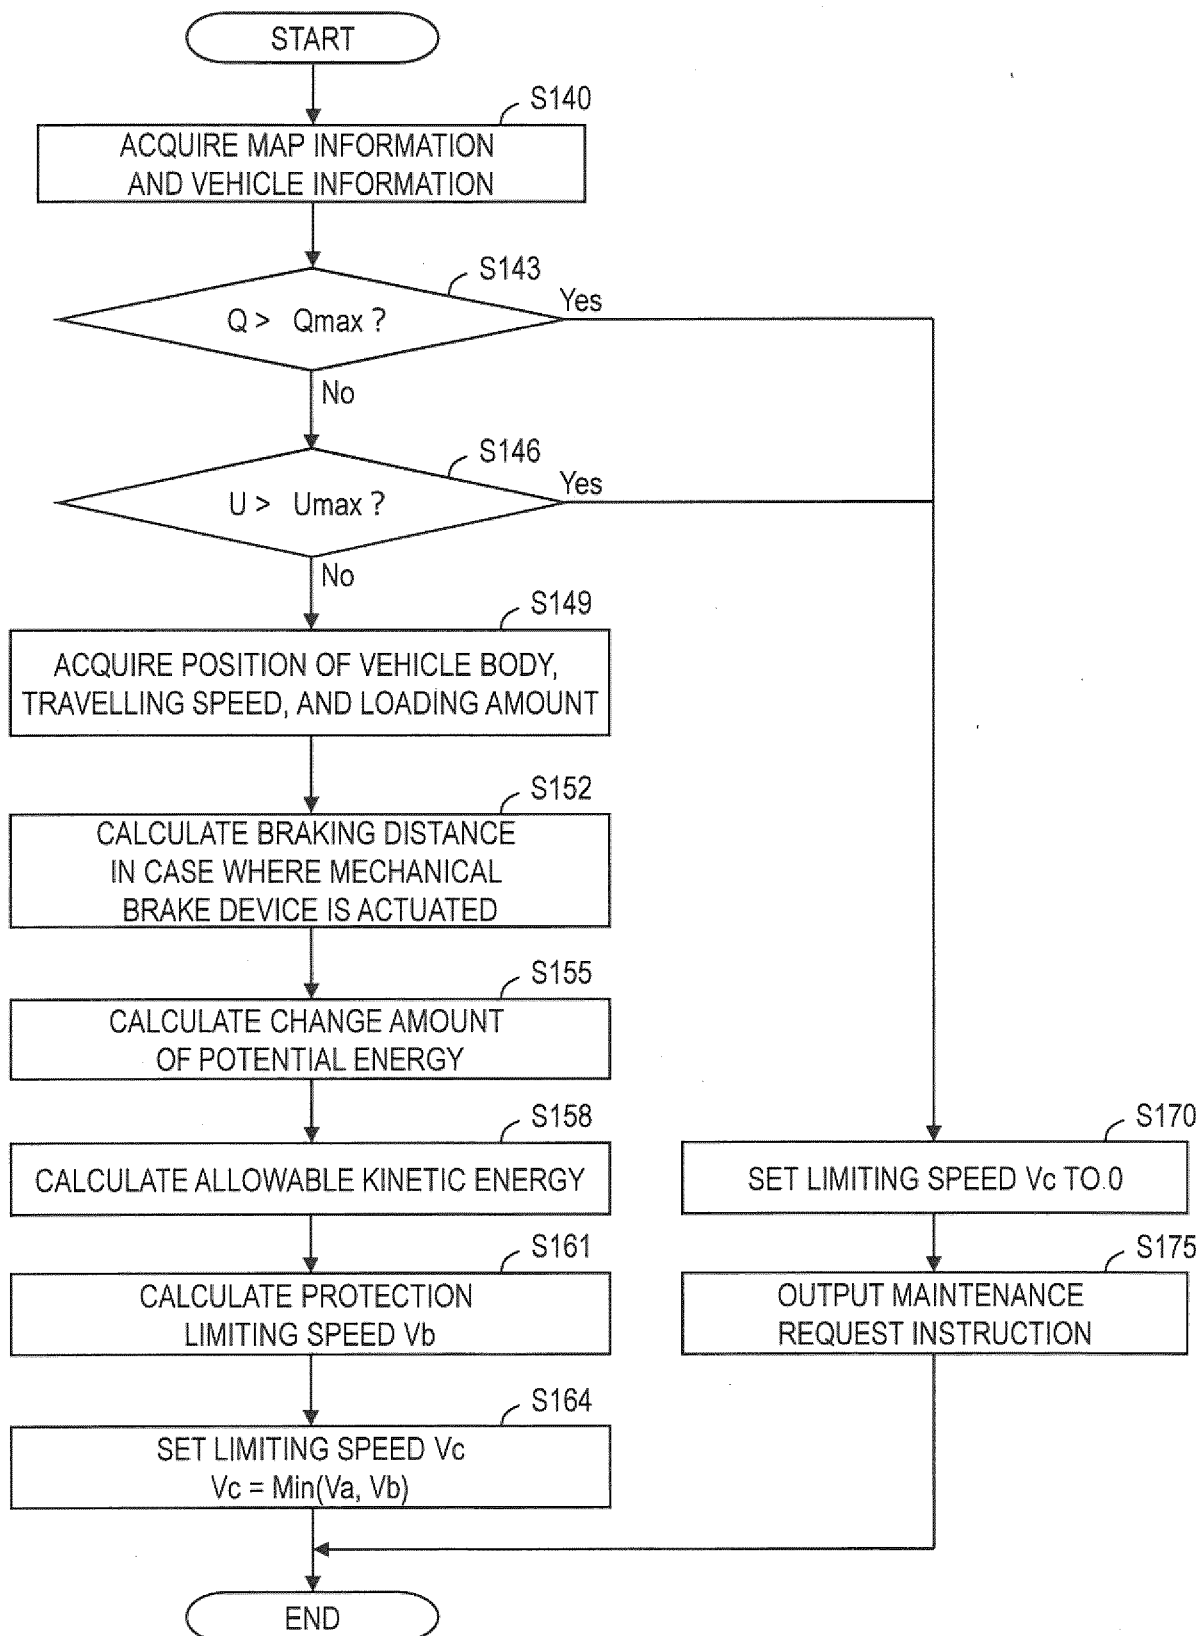 START
S140
ACQUIRE MAP INFORMATION
AND VEHICLE INFORMATION
S143
Q > Qmax ?
Yes
No
S146
U > Umax ?
Yes
No
S149
ACQUIRE POSITION OF VEHICLE BODY,
TRAVELLING SPEED, AND LOADING AMOUNT
S152
CALCULATE BRAKING DISTANCE
IN CASE WHERE MECHANICAL
BRAKE DEVICE IS ACTUATED
S155
CALCULATE CHANGE AMOUNT
OF POTENTIAL ENERGY
S158
CALCULATE ALLOWABLE KINETIC ENERGY
S161
CALCULATE PROTECTION
LIMITING SPEED Vb
S164
SET LIMITING SPEED Vc
Vc = Min(Va, Vb)
S170
SET LIMITING SPEED Vc TO 0
S175
OUTPUT MAINTENANCE
REQUEST INSTRUCTION
END